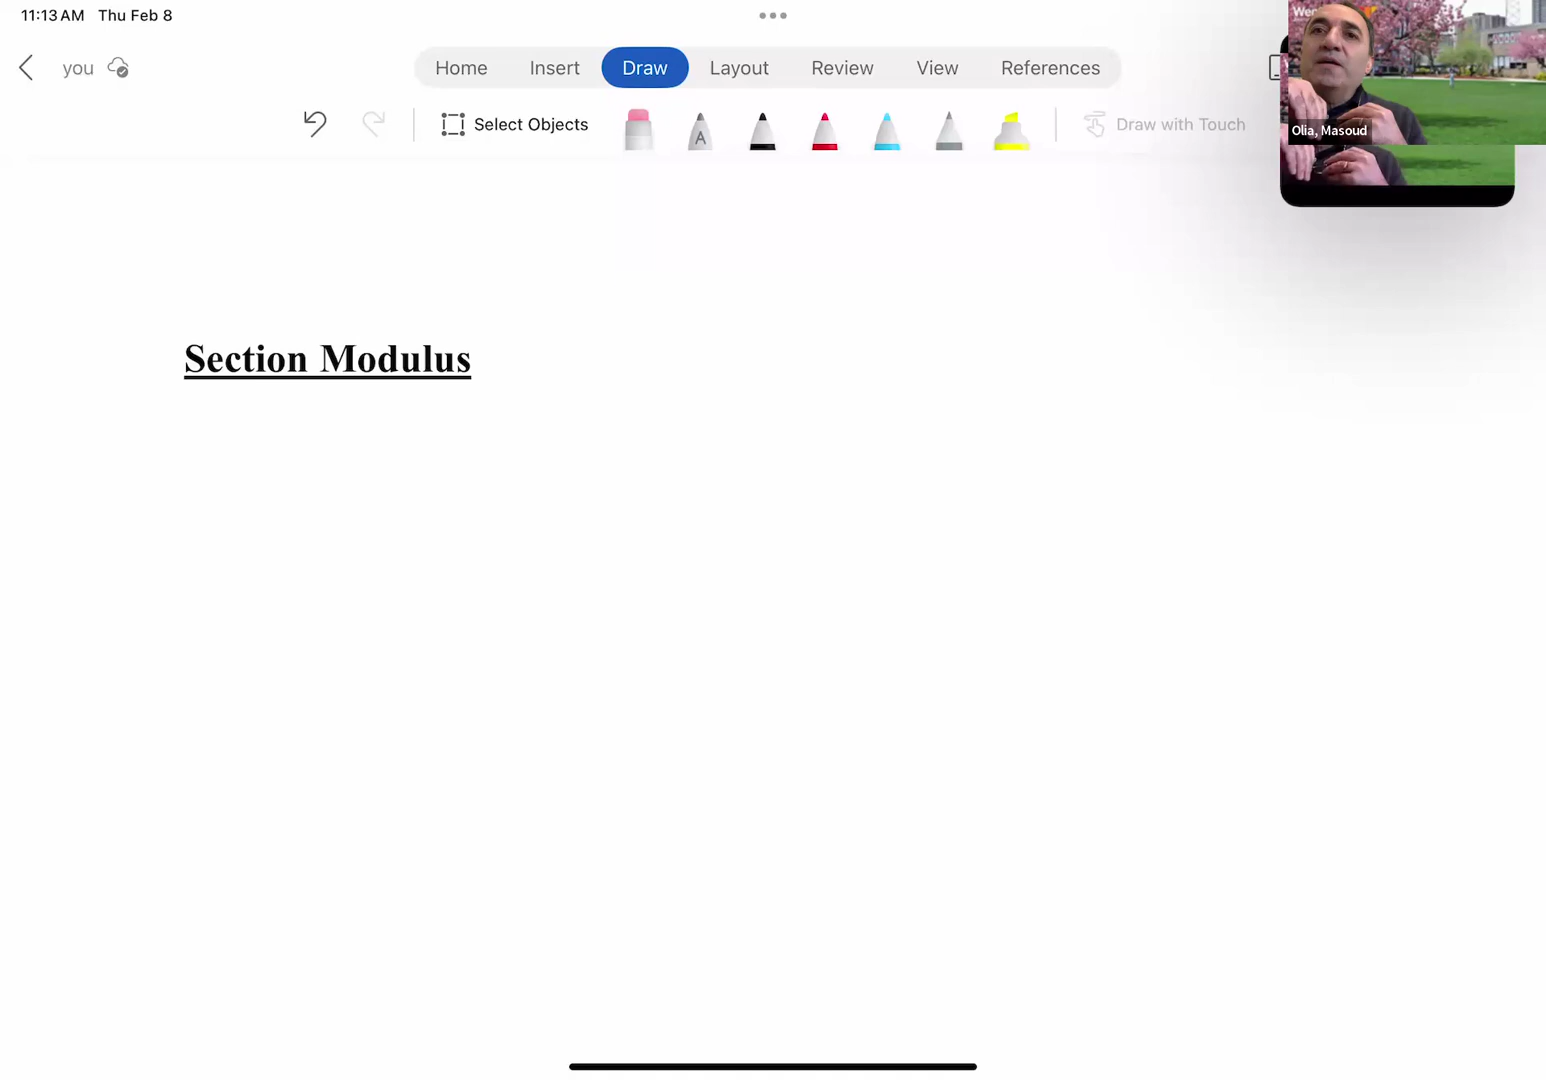 11:13 AM Thu Feb 8
you
Home Insert Draw Layout Review View References
Select Objects
A
Draw with Touch
Olia, Masoud
Section Modulus